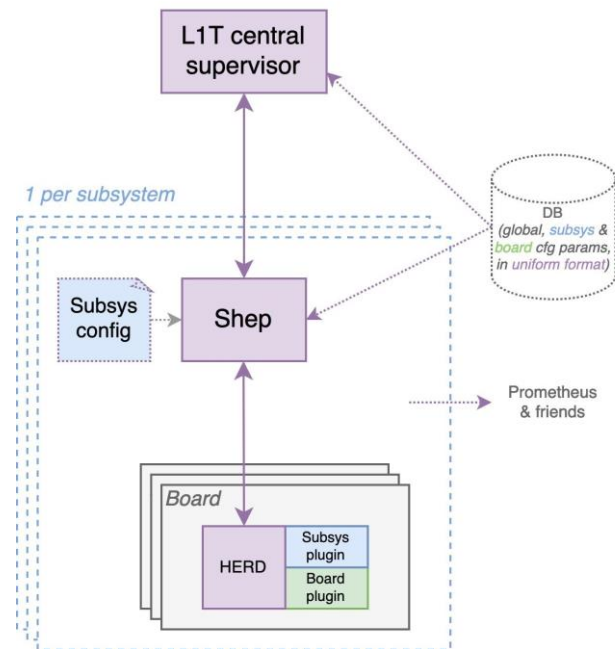 L1T central
supervisor
1 per subsystem
DB
(global, subsys &
board cfg params,
in uniform format)
Subsys
config
Shep
Prometheus
& friends
Board
HERD
Subsys
plugin
Board
plugin